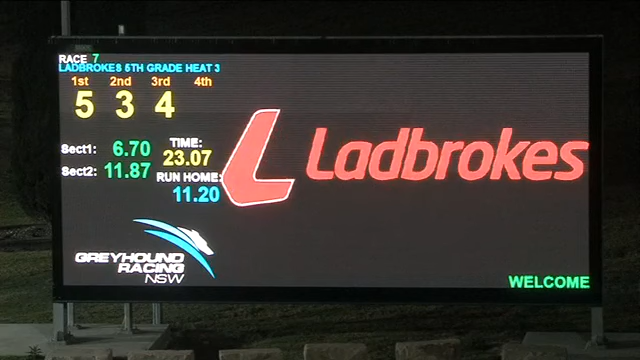 RACE 7
LADBROKES 5TH GRADE HEAT 3
1st 2nd 3rd 4th
5 3 4
Sect1: 6.70
Sect2: 11.87
TIME:
23.07
RUN HOME:
11.20
Ladbrokes
GREYHOUND
RACING
NSW
WELCOME